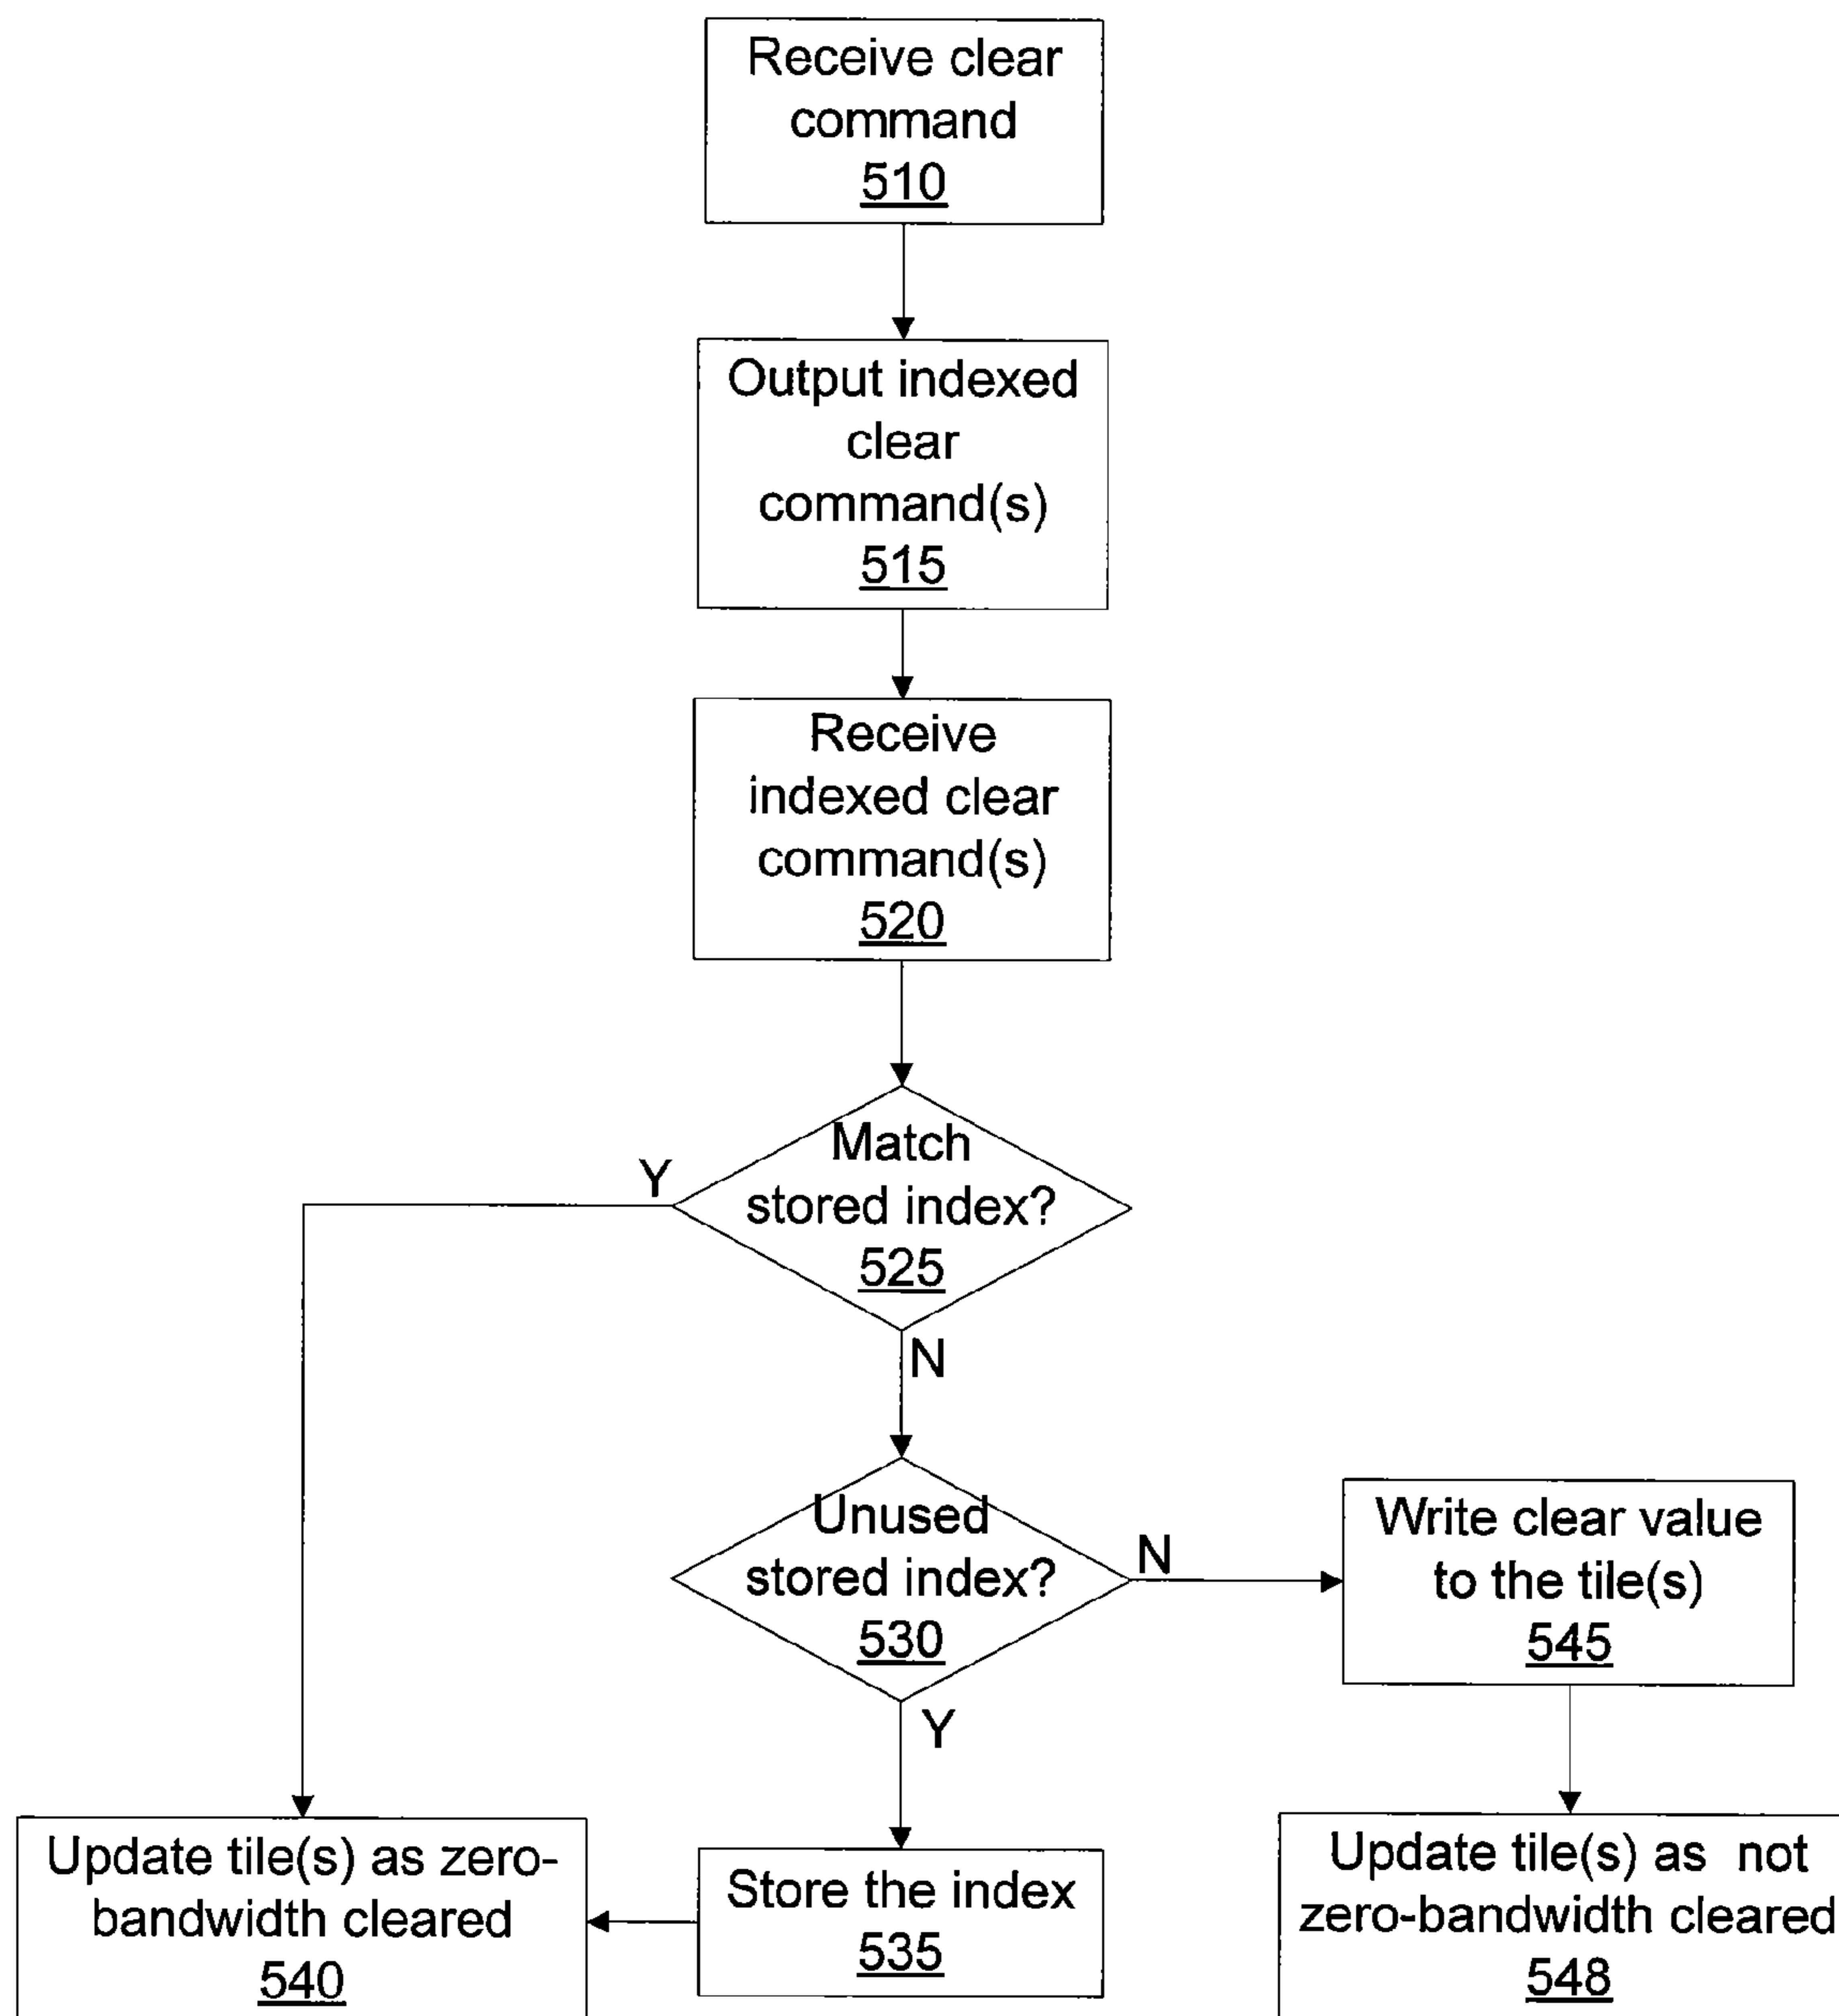 Receive clear
command
510
Output indexed
clear
command(s)
515
Receive
indexed clear
command(s)
520
Match
stored index?
525
Y
N
Unused
stored index?
530
N
Write clear value
to the tile(s)
545
Y
Update tile(s) as zero-
bandwidth cleared
540
Store the index
535
Update tile(s) as not
zero-bandwidth cleared
548